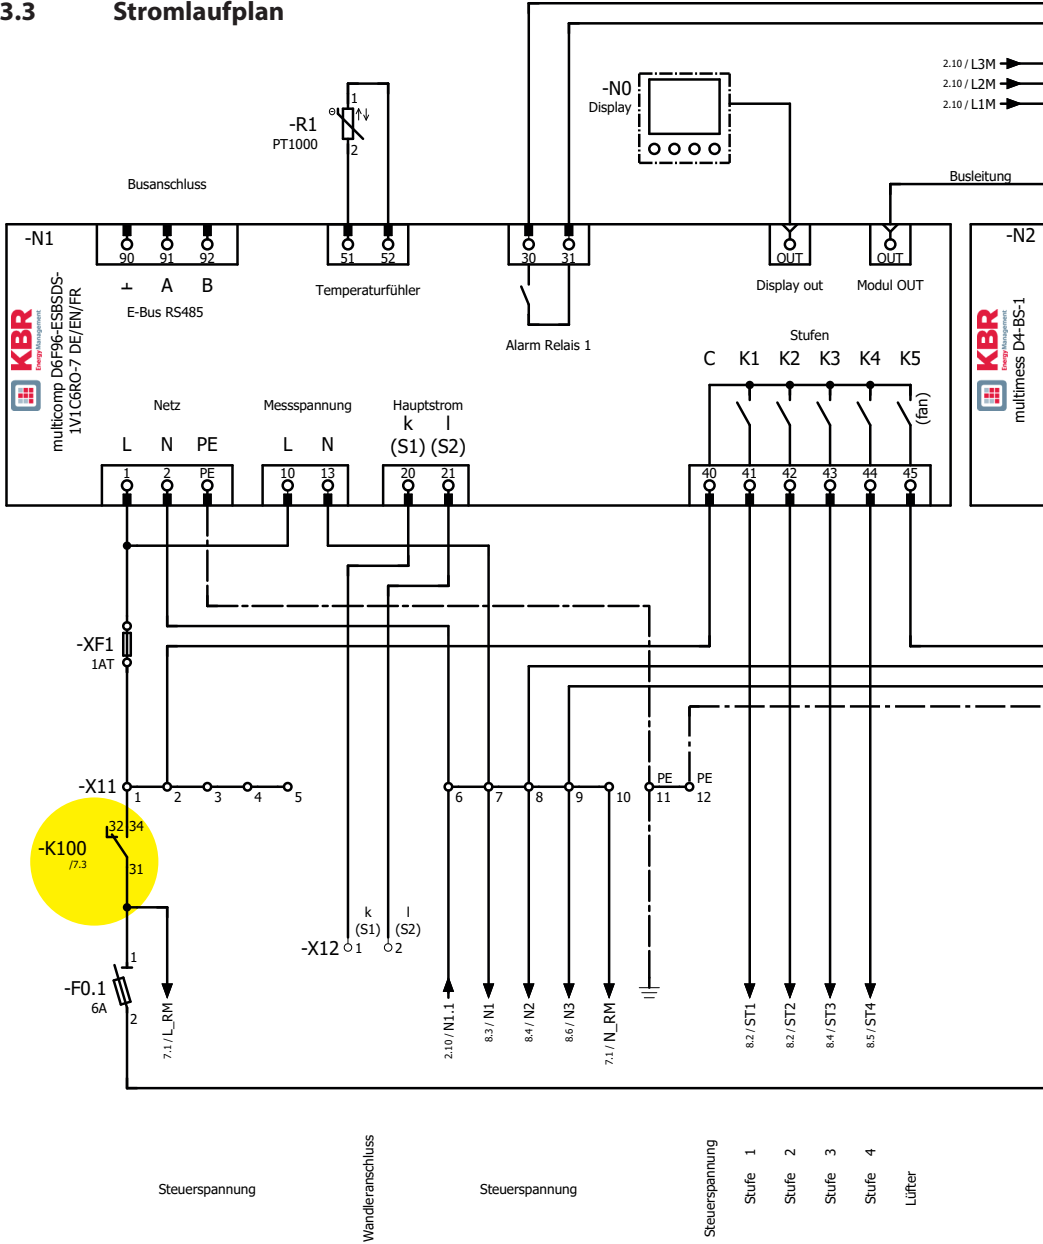 3.3 Stromlaufplan
2.10 / L3M
2.10 / L2M
2.10 / L1M
-N0
Display
-R1
PT1000
1
2
Busanschluss
Busleitung
-N1
-N2
90 91 92
51 52
30 31
OUT
OUT
+ A B
E-Bus RS485
Temperaturfühler
Alarm Relais 1
Display out
Modul OUT
KBR
Energy Management
multicomp D6F96-ESBSDS-
1V1C6RO-7 DE/EN/FR
KBR
Energy Management
multimess D4-BS-1
Stufen
C K1 K2 K3 K4 K5
(fan)
Netz
Messspannung
Hauptstrom
k l
(S1) (S2)
L N PE
L N
1 2 PE
10 13
20 21
40 41 42 43 44 45
-XF1
1AT
-X11
1 2 3 4 5
6 7 8 9 10
PE PE
11 12
32 34
-K100
/7.3
31
k l
(S1) (S2)
-X12 1 2
-F0.1
6A
1
2
7.1 / L_RM
2.10 / N1.1
8.3 / N1
8.4 / N2
8.6 / N3
7.1 / N_RM
8.2 / ST1
8.2 / ST2
8.4 / ST3
8.5 / ST4
Steuerspannung
Wandleranschluss
Steuerspannung
Steuerspannung
Stufe 1
Stufe 2
Stufe 3
Stufe 4
Lüfter